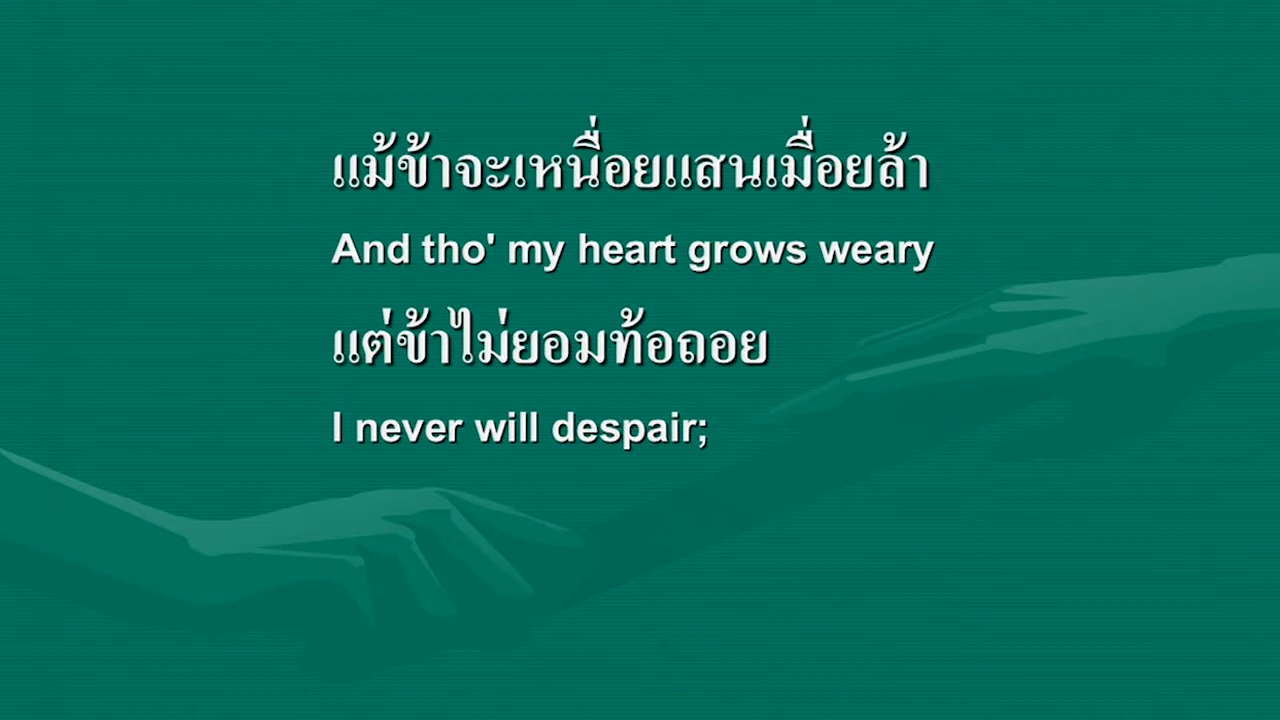 แม้ข้าจะเหนื่อยแสนเมื่อยล้า
And tho' my heart grows weary
แต่ข้าไม่ยอมท้อถอย
I never will despair;